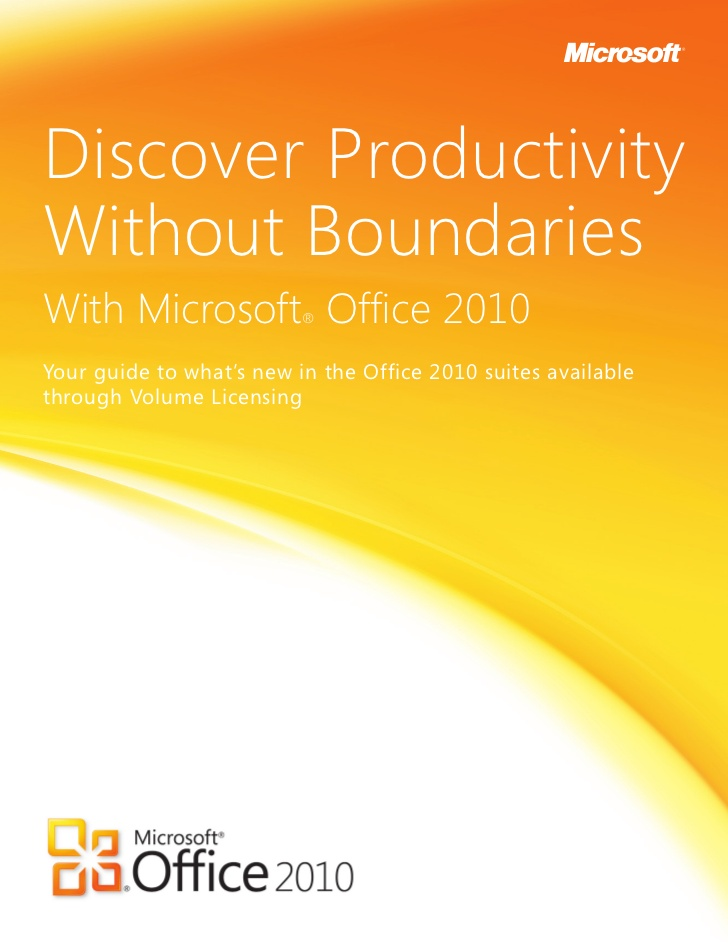 Microsoft®
Discover Productivity
Without Boundaries
With Microsoft® Office 2010
Your guide to what's new in the Office 2010 suites available
through Volume Licensing
Microsoft®
Office® 2010